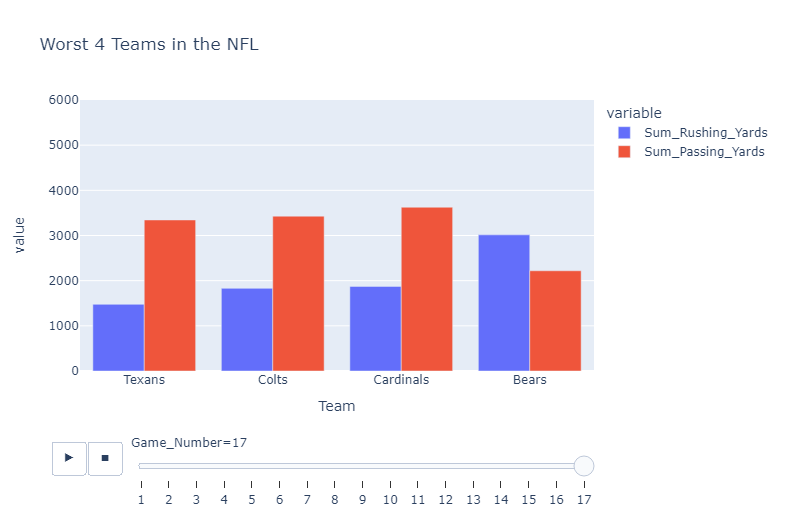 Worst 4 Teams in the NFL
6000
5000
4000
3000
2000
1000
0
value
Texans Colts Cardinals Bears
Team
variable
Sum_Rushing_Yards
Sum_Passing_Yards
Game_Number=17
1 2 3 4 5 6 7 8 9 10 11 12 13 14 15 16 17